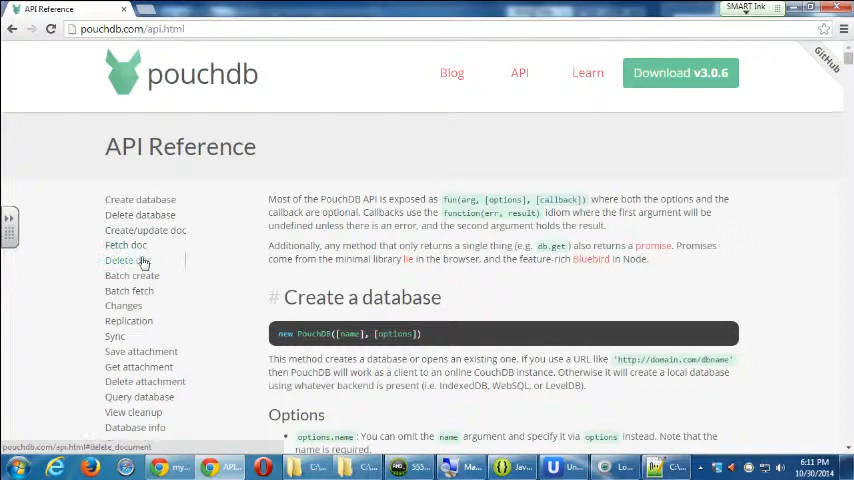 API Reference
SMART Ink
pouchdb.com/api.html
pouchdb
Blog
API
Learn
Download v3.0.6
GitHub
API Reference
Create database
Delete database
Create/update doc
Fetch doc
Delete
Batch create
Batch fetch
Changes
Replication
Sync
Save attachment
Get attachment
Delete attachment
Query database
View cleanup
Database info
Most of the PouchDB API is exposed as fun(arg, [options], [callback]) where both the options and the
callback are optional. Callbacks use the function(err, result) idiom where the first argument will be
undefined unless there is an error, and the second argument holds the result.
Additionally, any method that only returns a single thing (e.g. db.get) also returns a promise. Promises
come from the minimal library lie in the browser, and the feature-rich Bluebird in Node.
# Create a database
new PouchDB([name], [options])
This method creates a database or opens an existing one. If you use a URL like 'http://domain.com/dbname'
then PouchDB will work as a client to an online CouchDB instance. Otherwise it will create a local database
using whatever backend is present (i.e. IndexedDB, WebSQL, or LevelDB).
Options
options.name: You can omit the name argument and specify it via options instead. Note that the
name is required.
pouchdb.com/api.html#delete_document
my...
API...
C:\...
C:\...
555...
Ma...
Java...
Un...
Lo...
C:\...
6:11 PM
10/30/2014